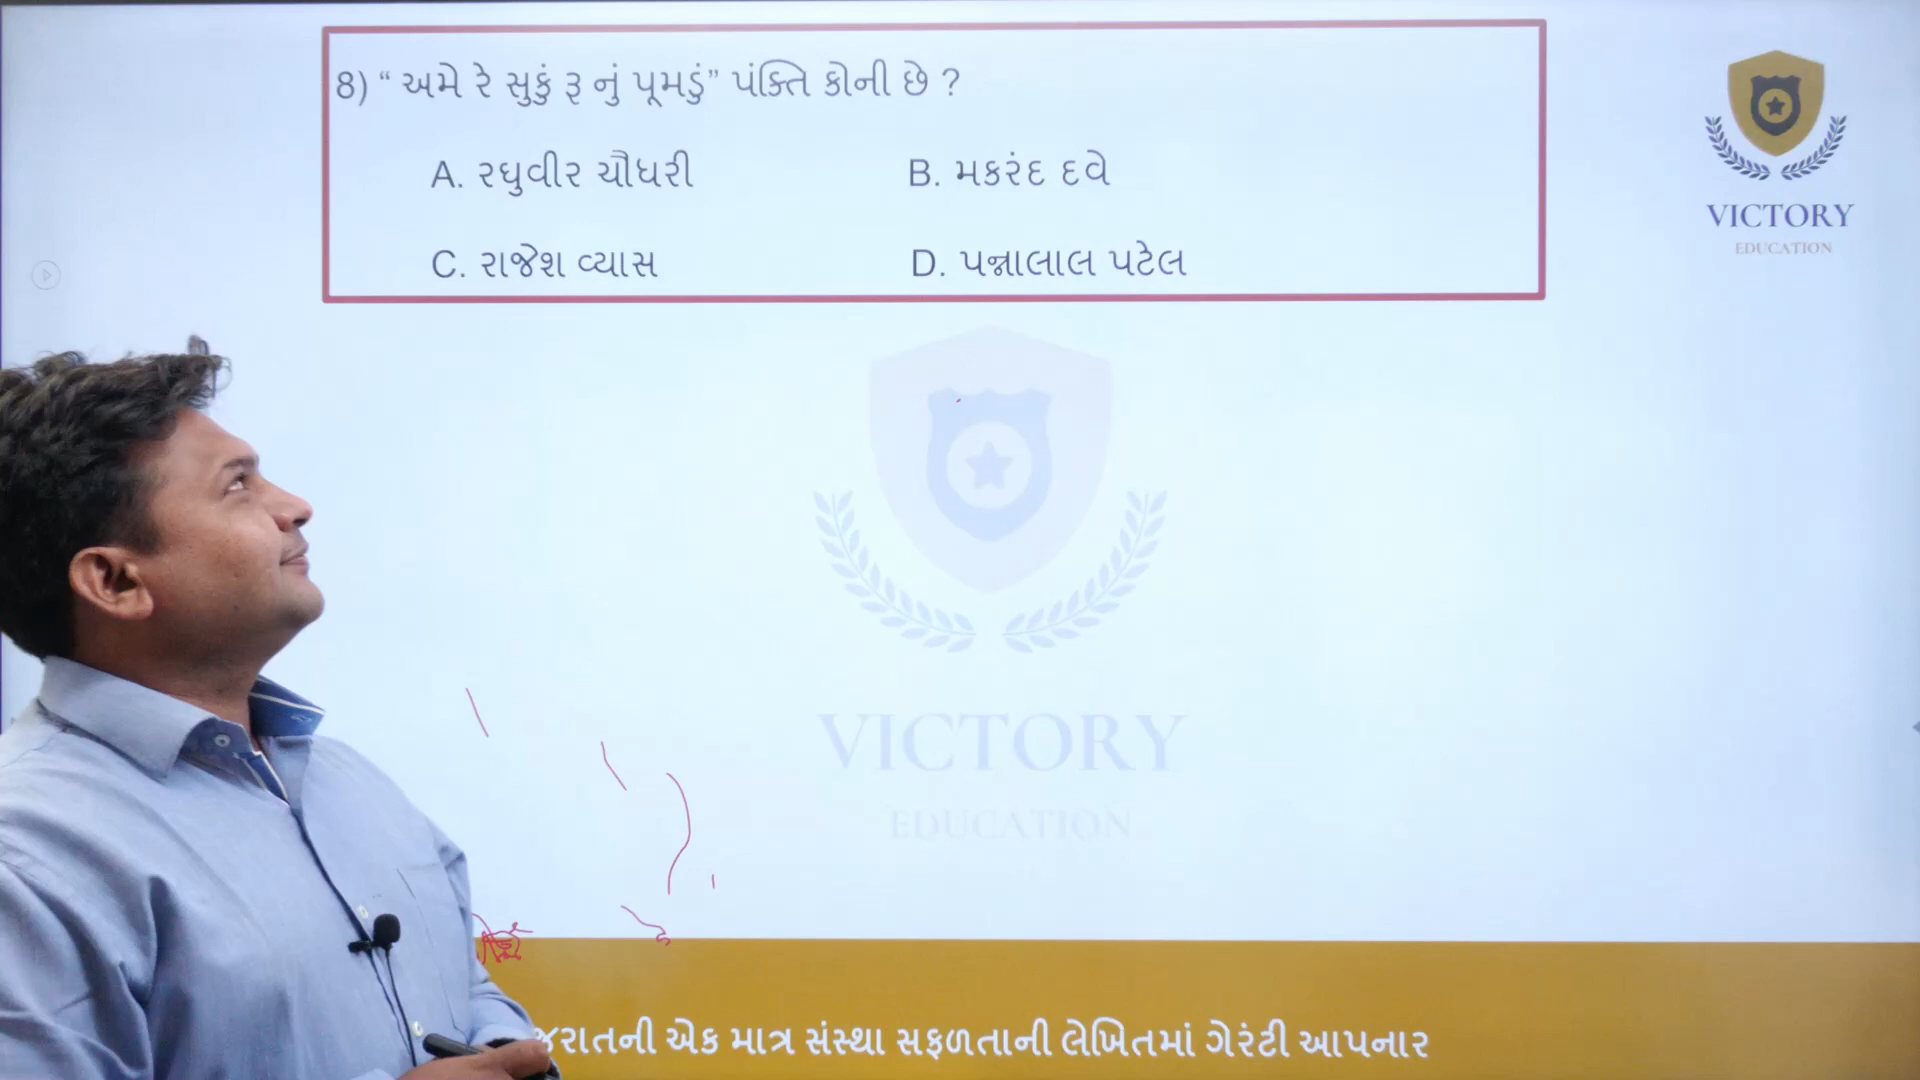 8) “ અમે રે સુકું રૂ નું પૂમડું” પંક્તિ કોની છે ?
A. રઘુવીર ચૌધરી
B. મકરંદ દવે
C. રાજેશ વ્યાસ
D. પન્નાલાલ પટેલ
VICTORY
EDUCATION
VICTORY
EDUCATION
જરાતની એક માત્ર સંસ્થા સફળતાની લેખિતમાં ગેરંટી આપનાર